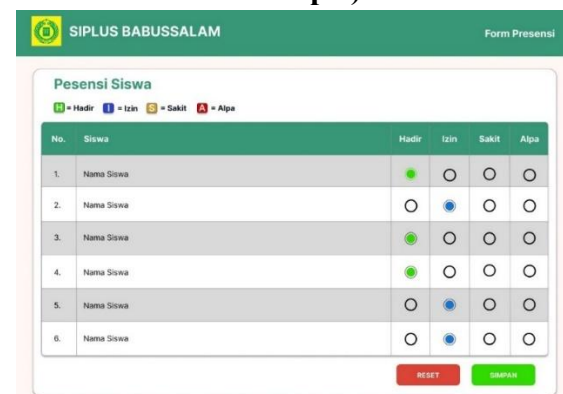 SIPLUS BABUSSALAM Form Presensi
Pesensi Siswa
H = Hadir I = Izin S = Sakit A = Alpa
No. Siswa Hadir Izin Sakit Alpa
1. Nama Siswa
2. Nama Siswa
3. Nama Siswa
4. Nama Siswa
5. Nama Siswa
6. Nama Siswa
RESET SIMPAN